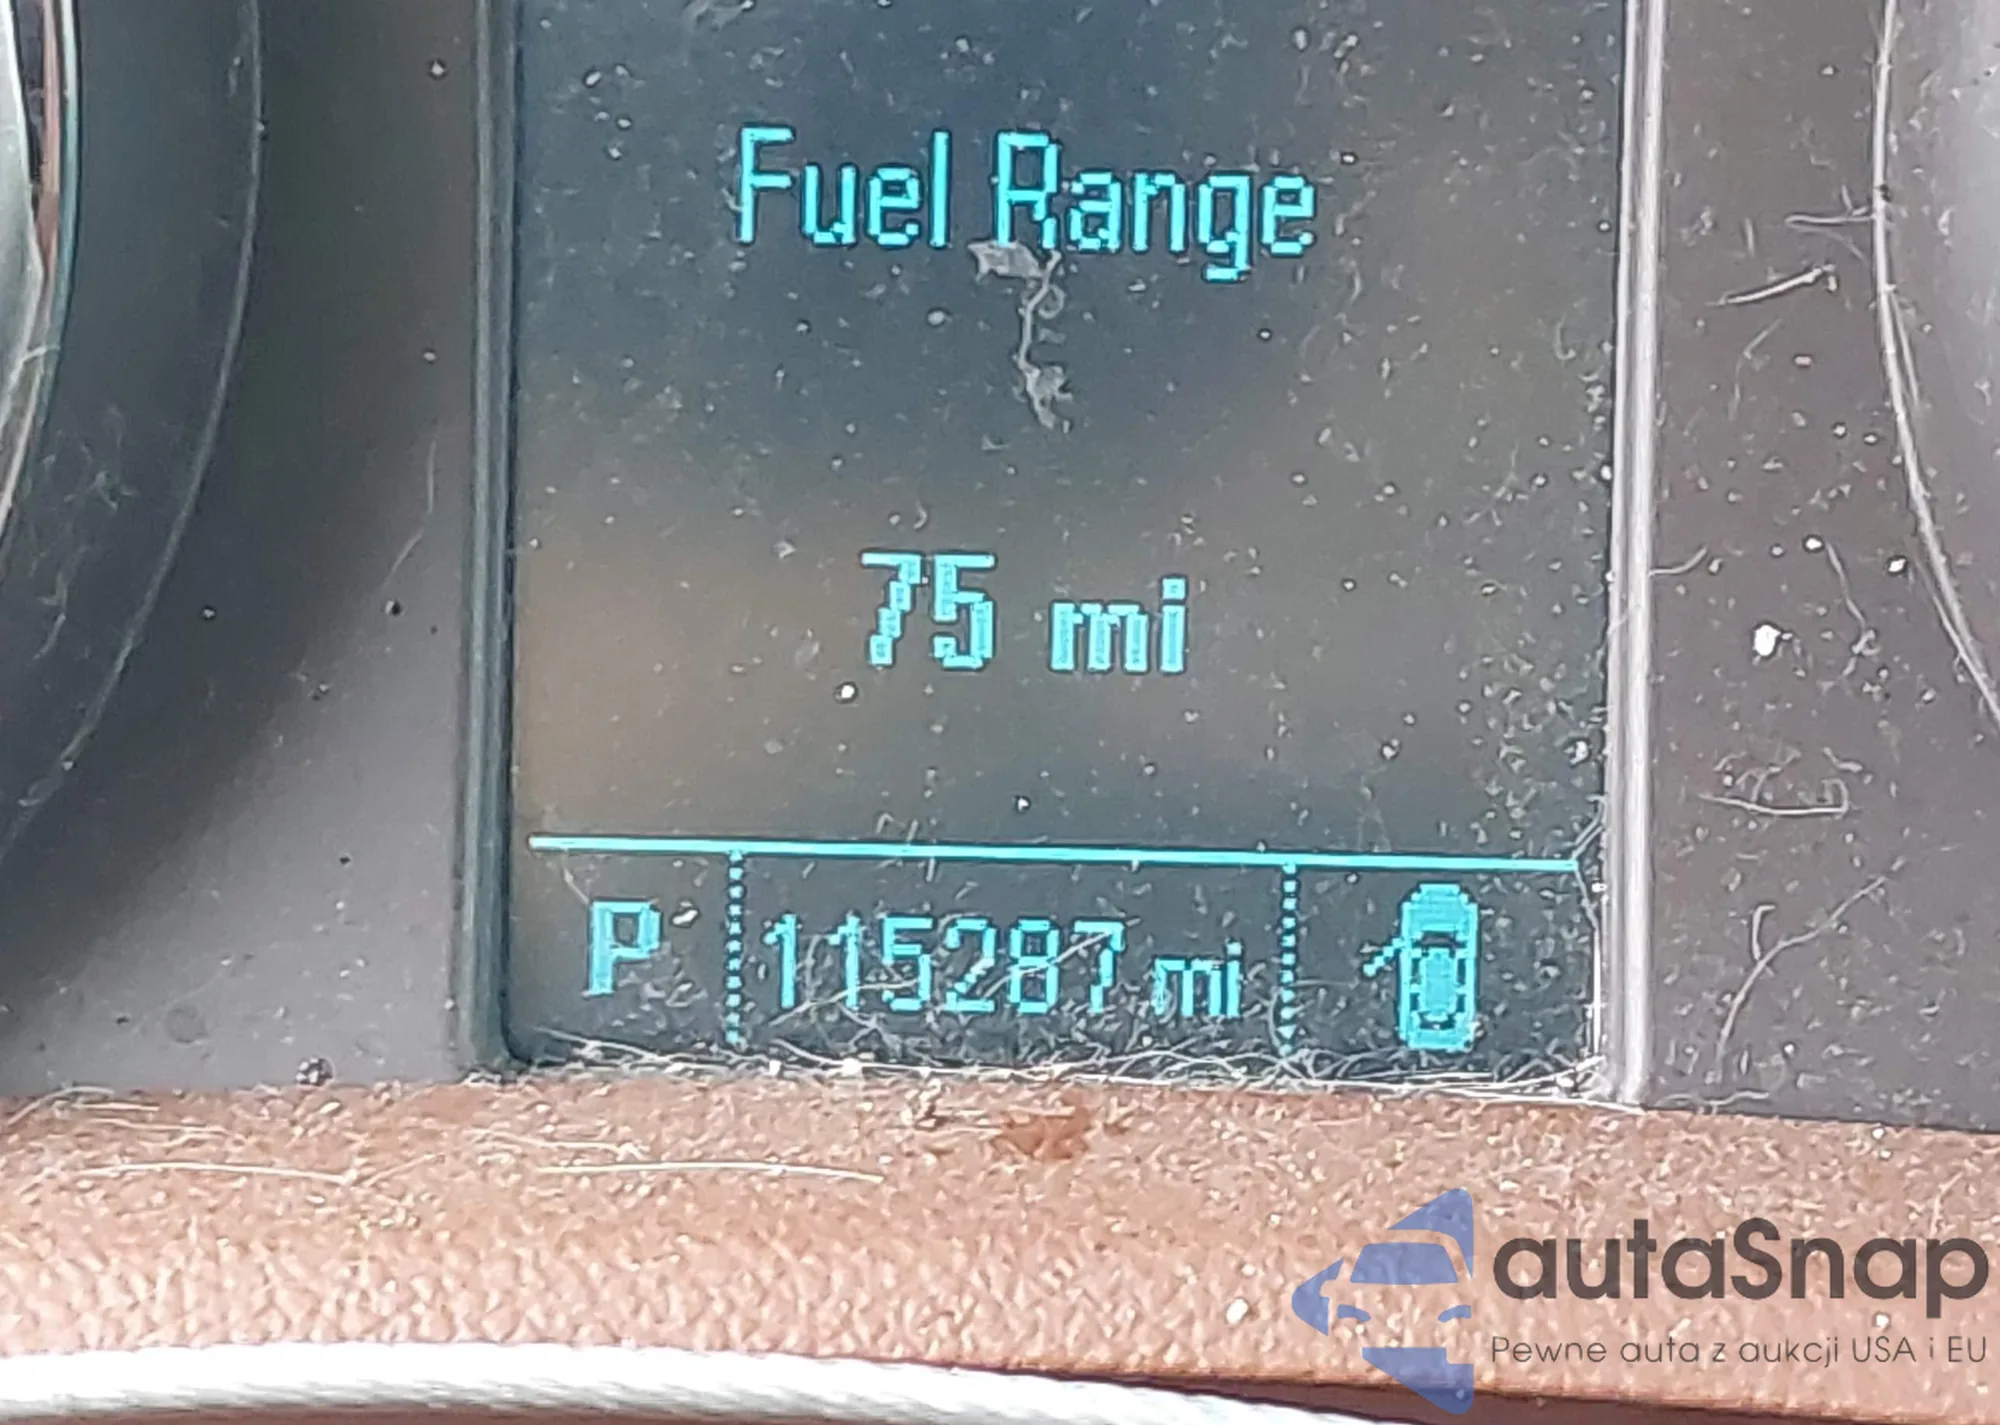 Fuel Range
75 mi
P 115287 mi
autaSnap
Pewne auta z aukcji USA i EU